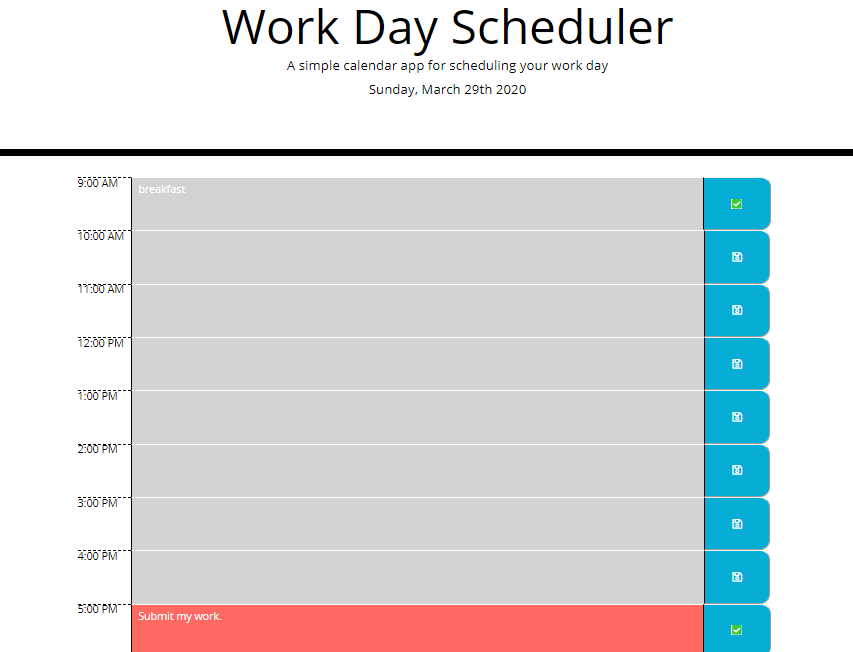 Work Day Scheduler
A simple calendar app for scheduling your work day
Sunday, March 29th 2020
9:00 AM breakfast
10:00 AM
11:00 AM
12:00 PM
1:00 PM
2:00 PM
3:00 PM
4:00 PM
5:00 PM Submit my work.